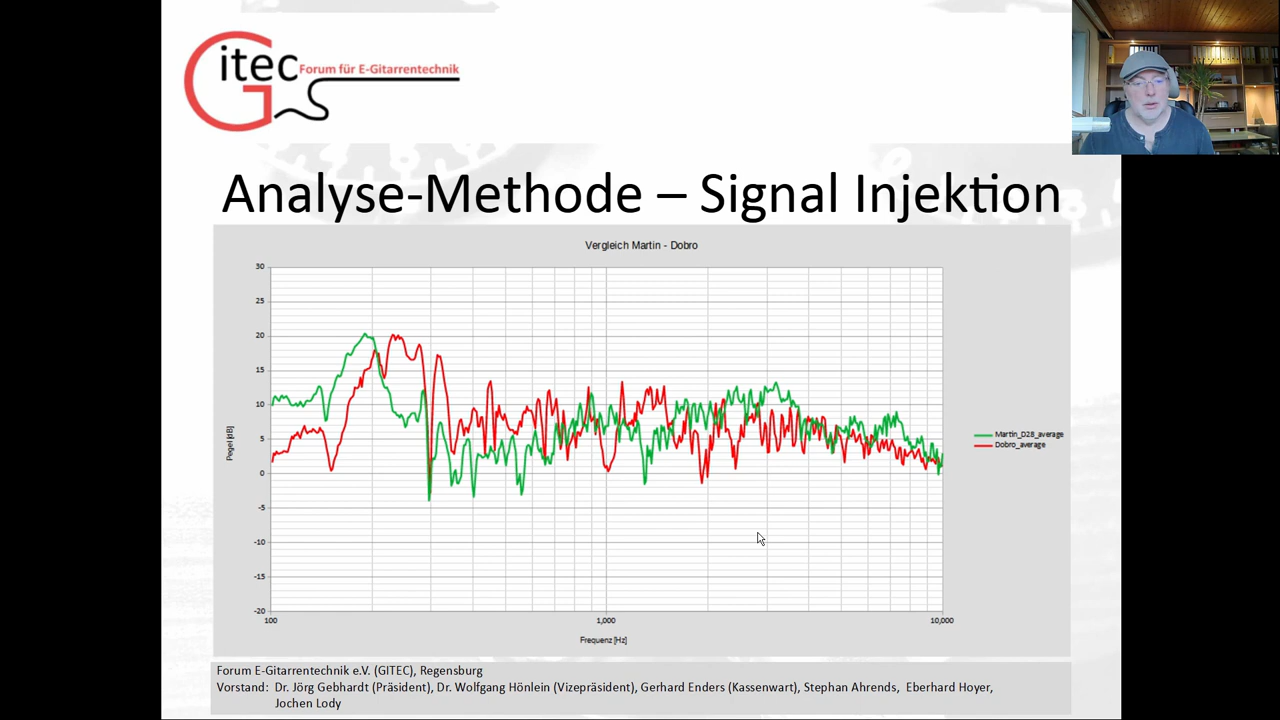 Gitec Forum für E-Gitarrentechnik
Analyse-Methode – Signal Injektion
Vergleich Martin - Dobro
30
25
20
15
10
5
0
-5
-10
-15
-20
Pegel [dB]
100
1,000
10,000
Frequenz [Hz]
Martin_D28_average
Dobro_average
Forum E-Gitarrentechnik e.V. (GITEC), Regensburg
Vorstand: Dr. Jörg Gebhardt (Präsident), Dr. Wolfgang Hönlein (Vizepräsident), Gerhard Enders (Kassenwart), Stephan Ahrends, Eberhard Hoyer,
Jochen Lody